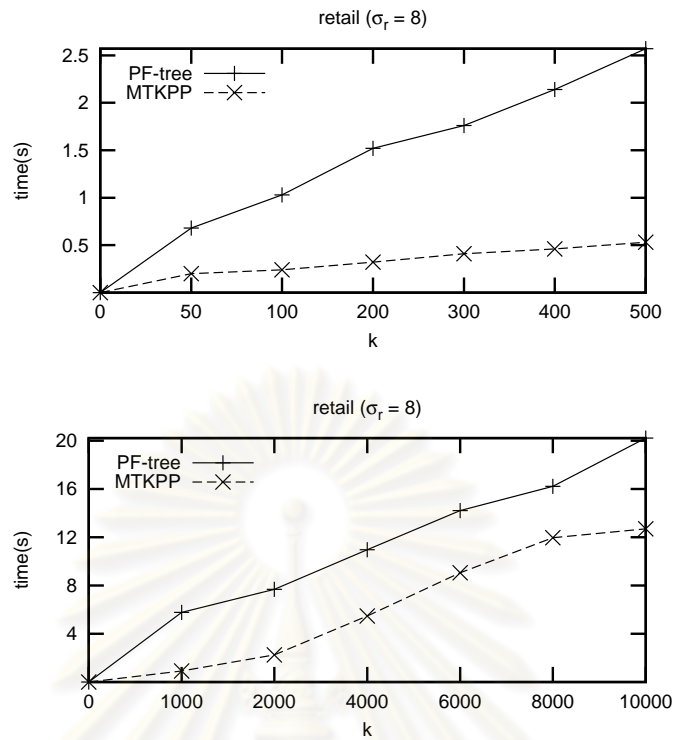 retail (σr = 8)
PF-tree
MTKPP
time(s)
2.5
2
1.5
1
0.5
0 50 100 200 300 400 500
k
retail (σr = 8)
PF-tree
MTKPP
time(s)
20
16
12
8
4
0 1000 2000 4000 6000 8000 10000
k